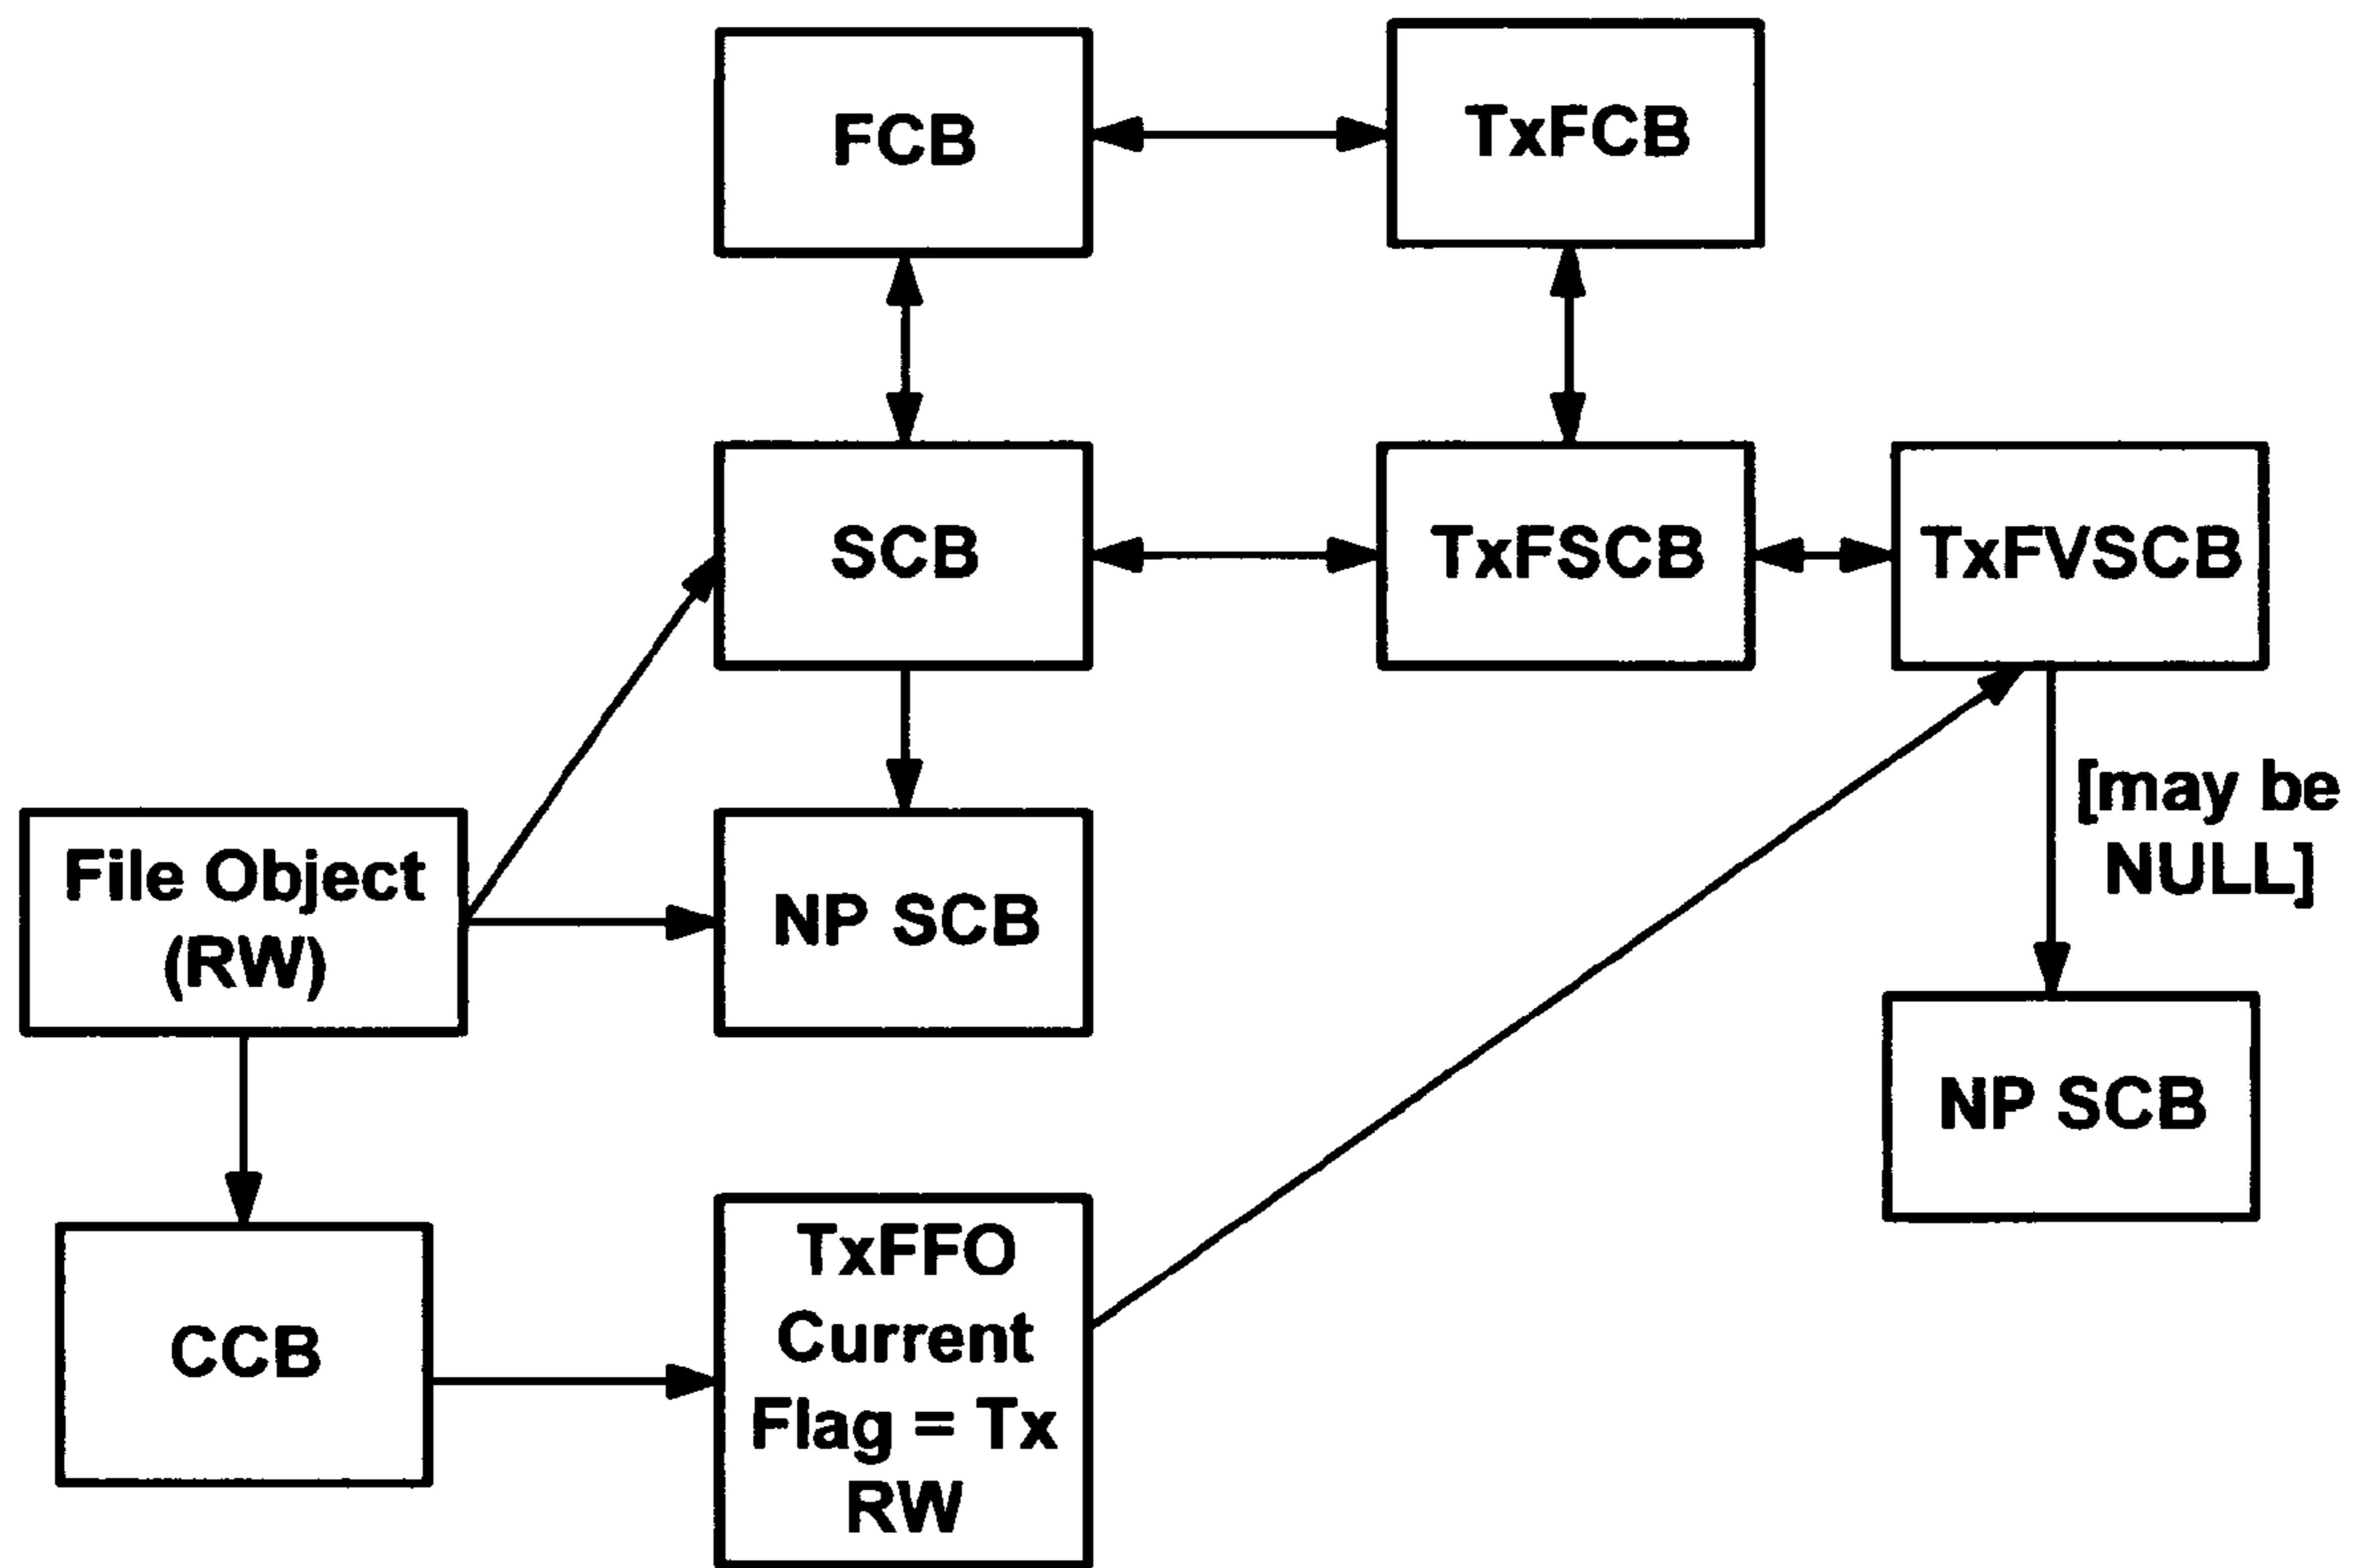 FCB
TxFCB
SCB
TxFSCB
TxFVSCB
[may be
NULL]
File Object
(RW)
NP SCB
NP SCB
CCB
TxFFO
Current
Flag = Tx
RW